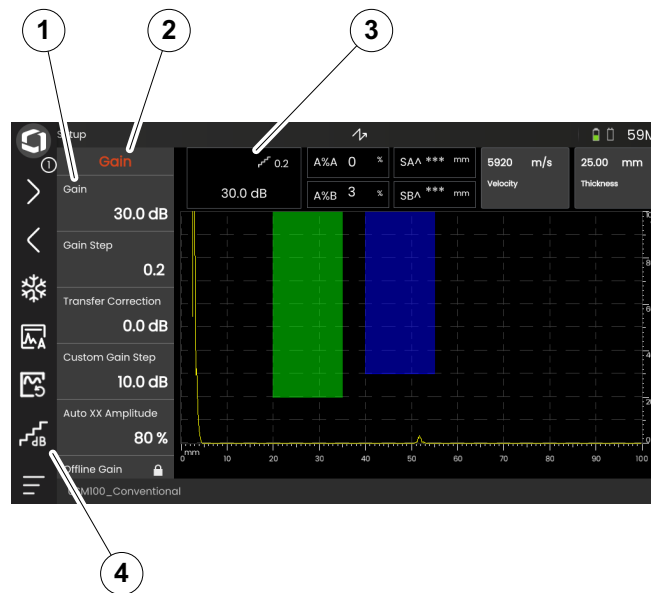 1 2 3
Setup 59M
1
Gain 0.2 A%A 0 % SA^ *** mm 5920 m/s 25.00 mm
Gain 30.0 dB A%B 3 % SB^ *** mm Velocity Thickness
30.0 dB
Gain Step
0.2
Transfer Correction
0.0 dB
Custom Gain Step
10.0 dB
Auto XX Amplitude
80 %
dB
Offline Gain
mm
0 10 20 30 40 50 60 70 80 90 100
M100_Conventional
4